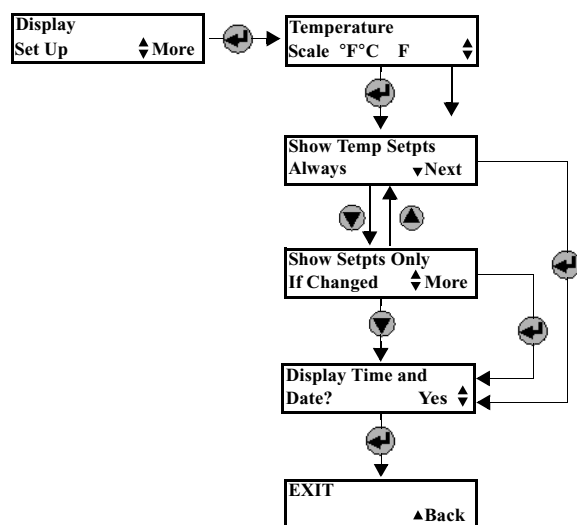 Display
Set Up ▲▼ More
Temperature
Scale °F°C F ▲▼
Show Temp Setpts
Always ▼Next
Show Setpts Only
If Changed ▲▼ More
Display Time and
Date? Yes ▲▼
EXIT
▲Back